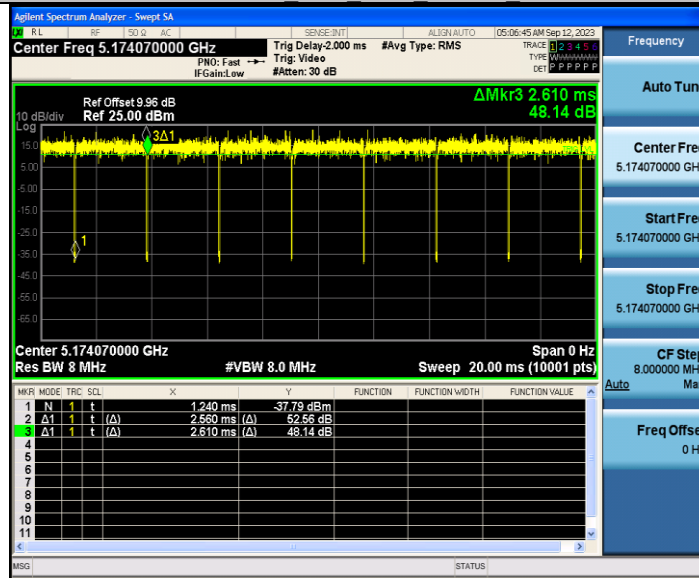 Agilent Spectrum Analyzer - Swept SA
RL RF 50 Ω AC SENSE:INT ALIGN AUTO 05:06:45 AM Sep 12, 2023
Center Freq 5.174070000 GHz
Trig Delay-2.000 ms #Avg Type: RMS
TRACE 1 2 3 4 5 6
PNO: Fast Trig: Video
TYPE W
IFGain:Low #Atten: 30 dB
DET P P P P P P
ΔMkr3 2.610 ms
48.14 dB
Ref Offset 9.96 dB
10 dB/div Ref 25.00 dBm
Log
15.0
5.00
-5.00
-15.0
-25.0
-35.0
-45.0
-55.0
-65.0
3Δ1
1
Center 5.174070000 GHz Span 0 Hz
Res BW 8 MHz #VBW 8.0 MHz Sweep 20.00 ms (10001 pts)
MKR MODE TRC SCL X Y FUNCTION FUNCTION WIDTH FUNCTION VALUE
1 N 1 t 1.240 ms -37.79 dBm
2 Δ1 1 t (Δ) 2.560 ms (Δ) 52.56 dB
3 Δ1 1 t (Δ) 2.610 ms (Δ) 48.14 dB
4
5
6
7
8
9
10
11
MSG STATUS
Frequency
Auto Tun
Center Fre
5.174070000 GH
Start Fre
5.174070000 GH
Stop Fre
5.174070000 GH
CF Ste
8.000000 MH
Auto Ma
Freq Offse
0 H